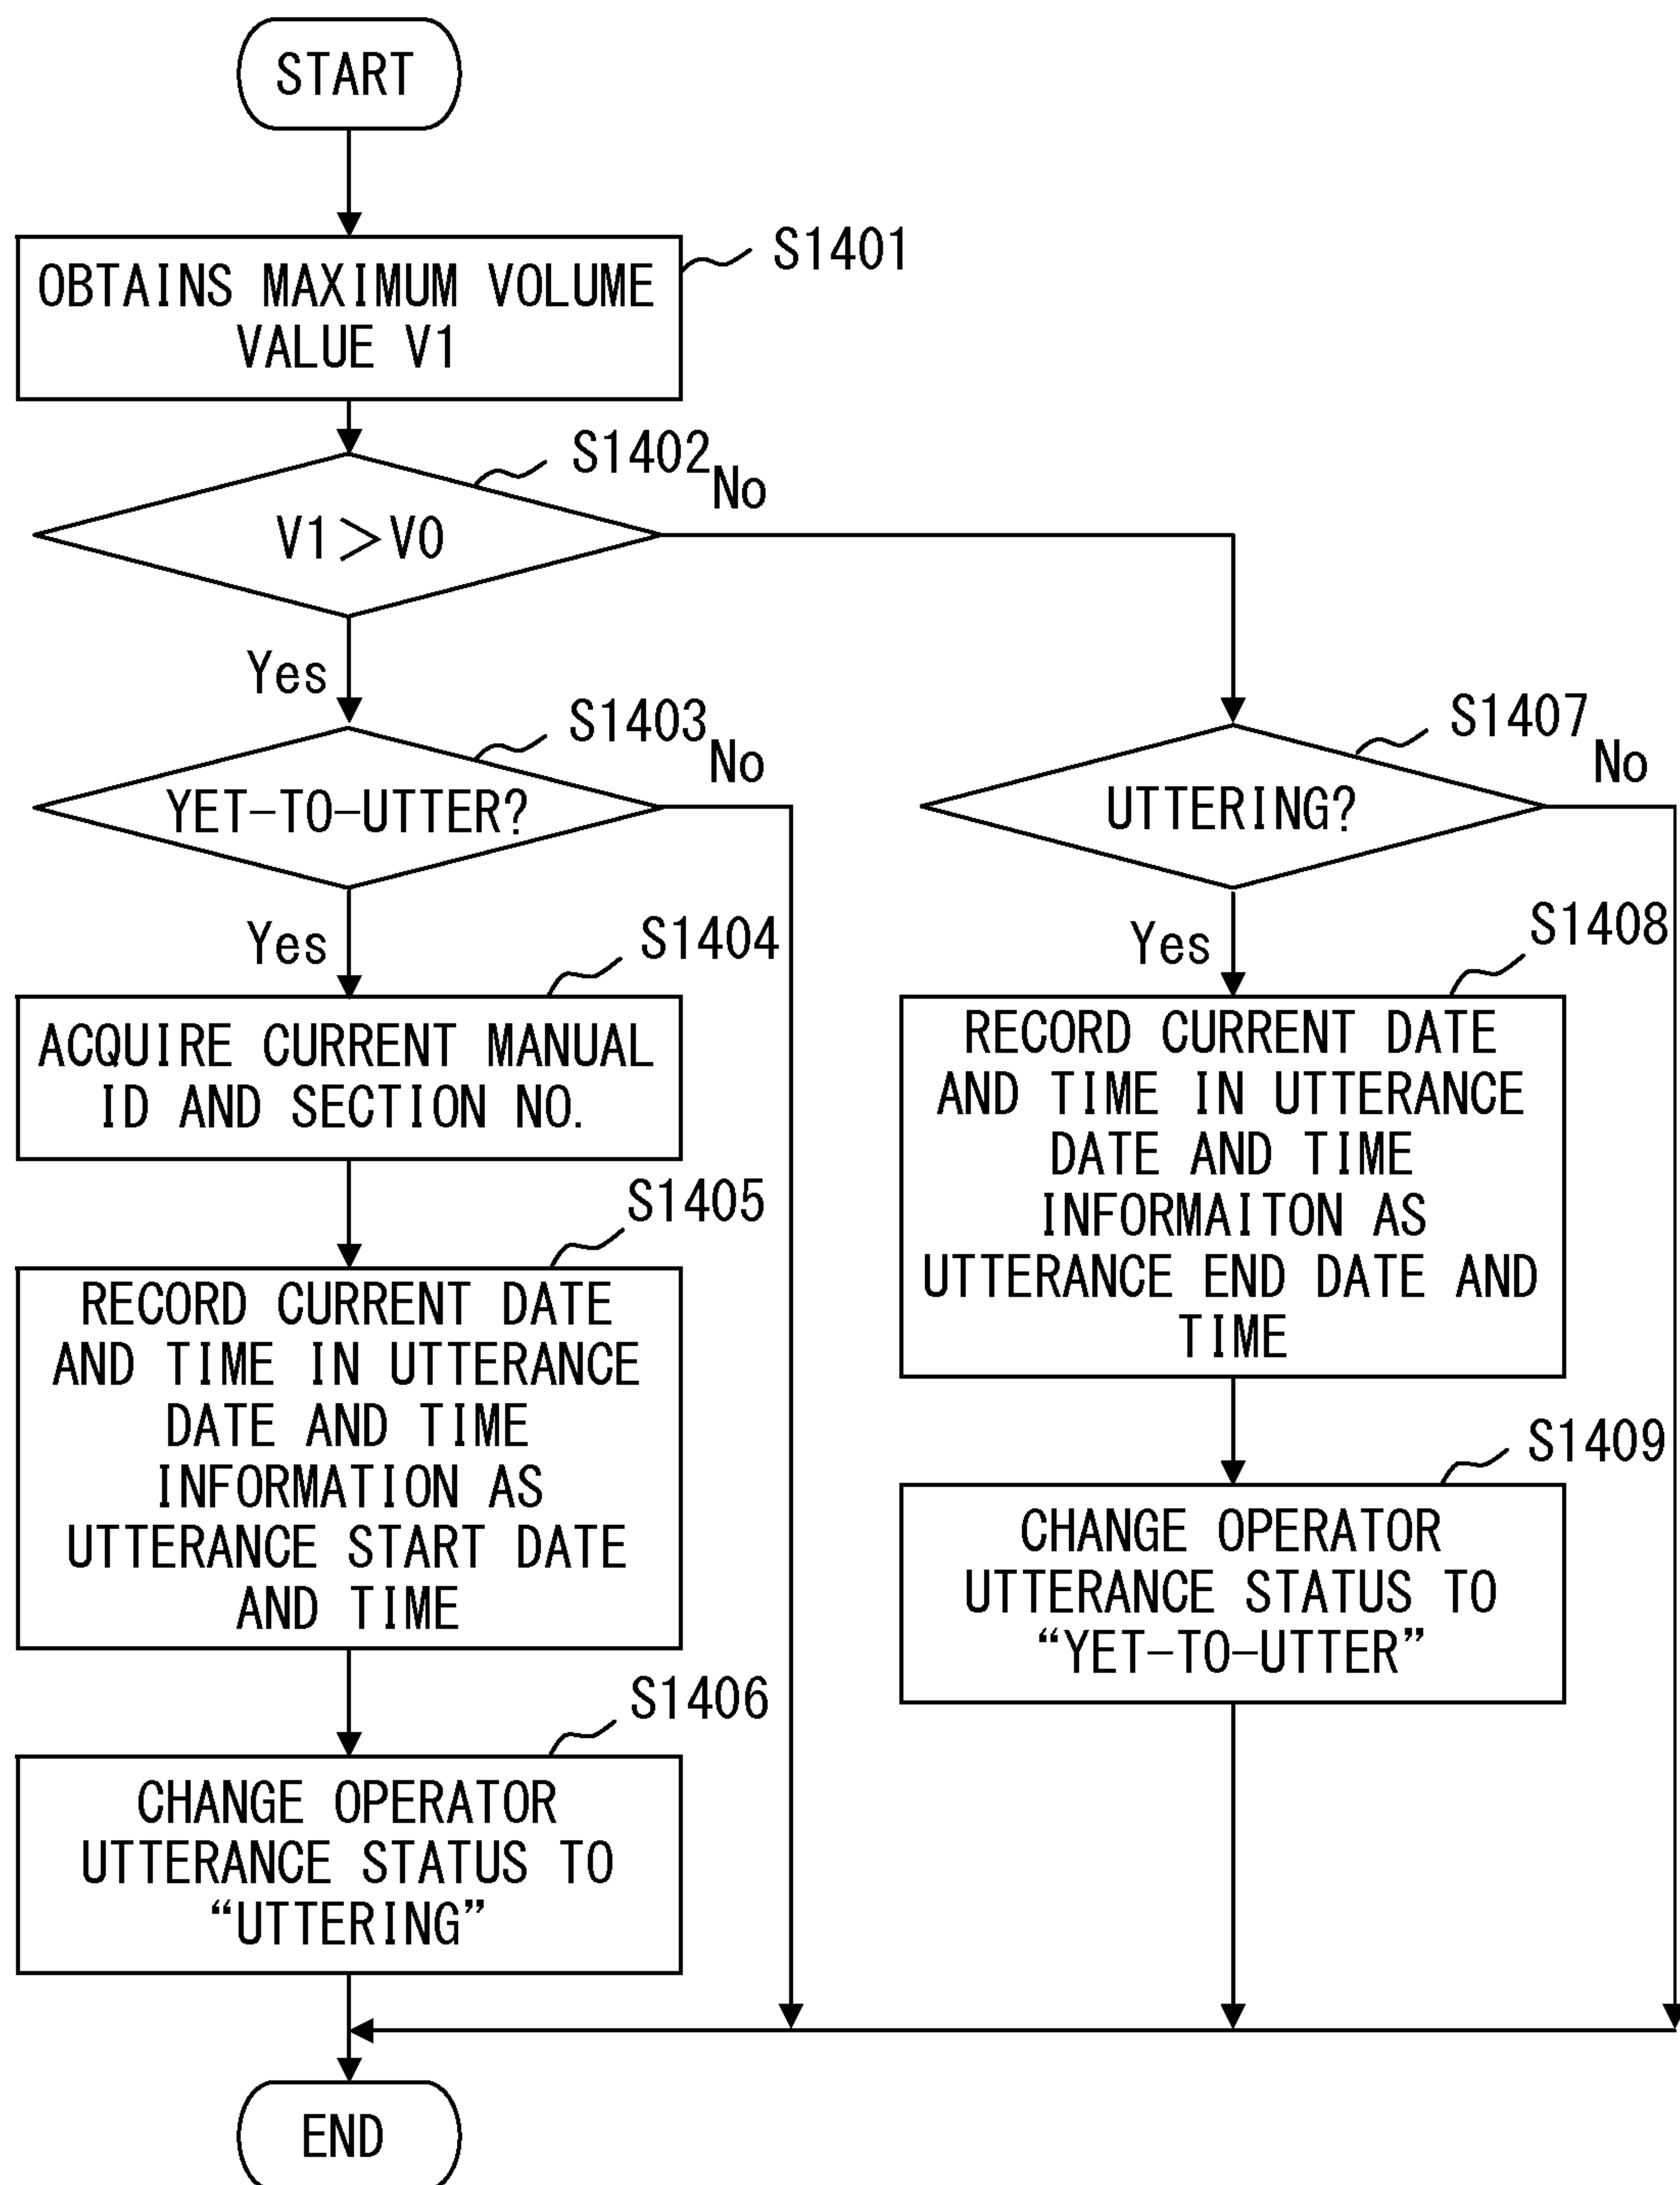 START
OBTAINS MAXIMUM VOLUME
VALUE V1
S1401
V1>V0
S1402
No
Yes
YET-TO-UTTER?
S1403
No
Yes
ACQUIRE CURRENT MANUAL
ID AND SECTION NO.
S1404
RECORD CURRENT DATE
AND TIME IN UTTERANCE
DATE AND TIME
INFORMATION AS
UTTERANCE START DATE
AND TIME
S1405
CHANGE OPERATOR
UTTERANCE STATUS TO
“UTTERING”
S1406
UTTERING?
S1407
No
Yes
RECORD CURRENT DATE
AND TIME IN UTTERANCE
DATE AND TIME
INFORMAITON AS
UTTERANCE END DATE AND
TIME
S1408
CHANGE OPERATOR
UTTERANCE STATUS TO
“YET-TO-UTTER”
S1409
END